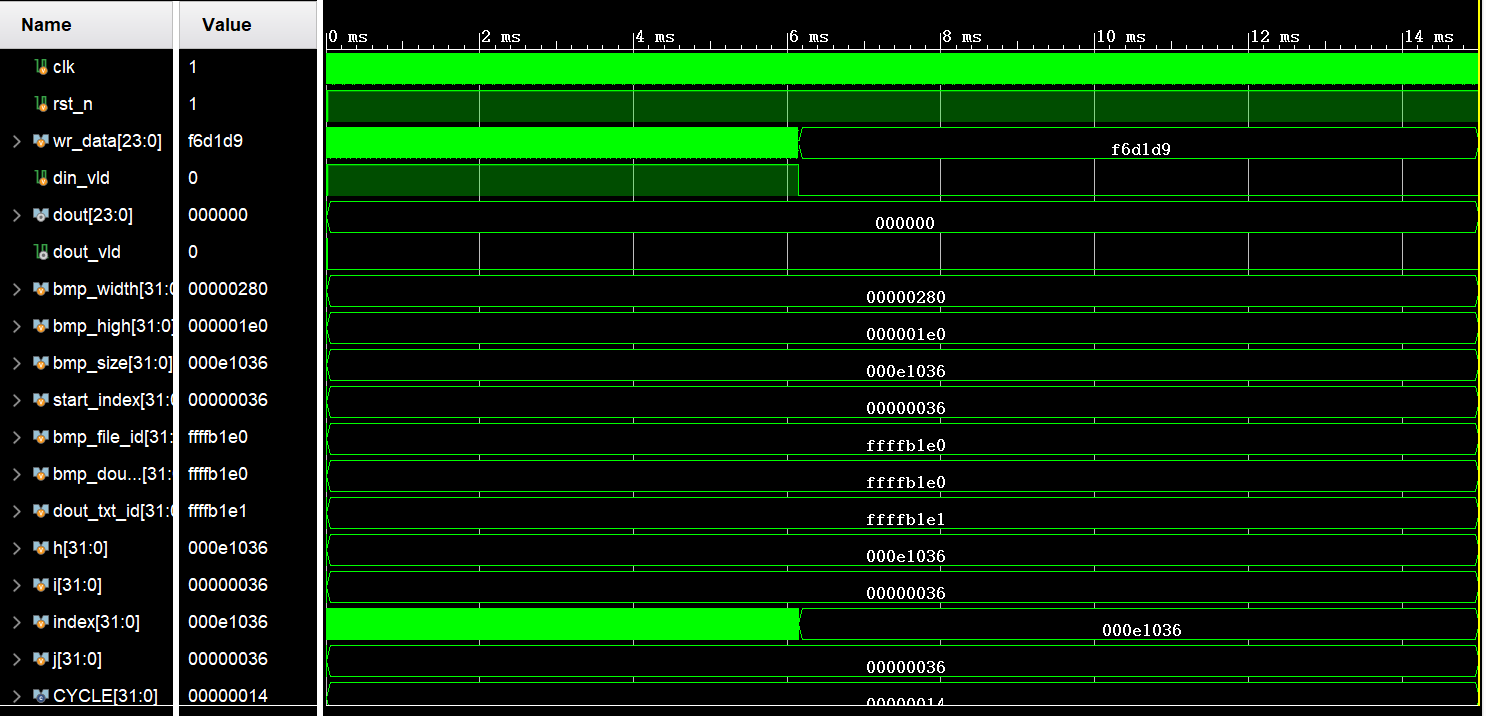 Name Value
0 ms 2 ms 4 ms 6 ms 8 ms 10 ms 12 ms 14 ms
clk 1
rst_n 1
wr_data[23:0] f6d1d9 f6d1d9
din_vld 0
dout[23:0] 000000 000000
dout_vld 0
bmp_width[31:0 00000280 00000280
bmp_high[31:0] 000001e0 000001e0
bmp_size[31:0] 000e1036 000e1036
start_index[31:0 00000036 00000036
bmp_file_id[31: ffffb1e0 ffffb1e0
bmp_dou...[31: ffffb1e0 ffffb1e0
dout_txt_id[31:0 ffffb1e1 ffffb1e1
h[31:0] 000e1036 000e1036
i[31:0] 00000036 00000036
index[31:0] 000e1036 000e1036
j[31:0] 00000036 00000036
CYCLE[31:0] 00000014 00000014